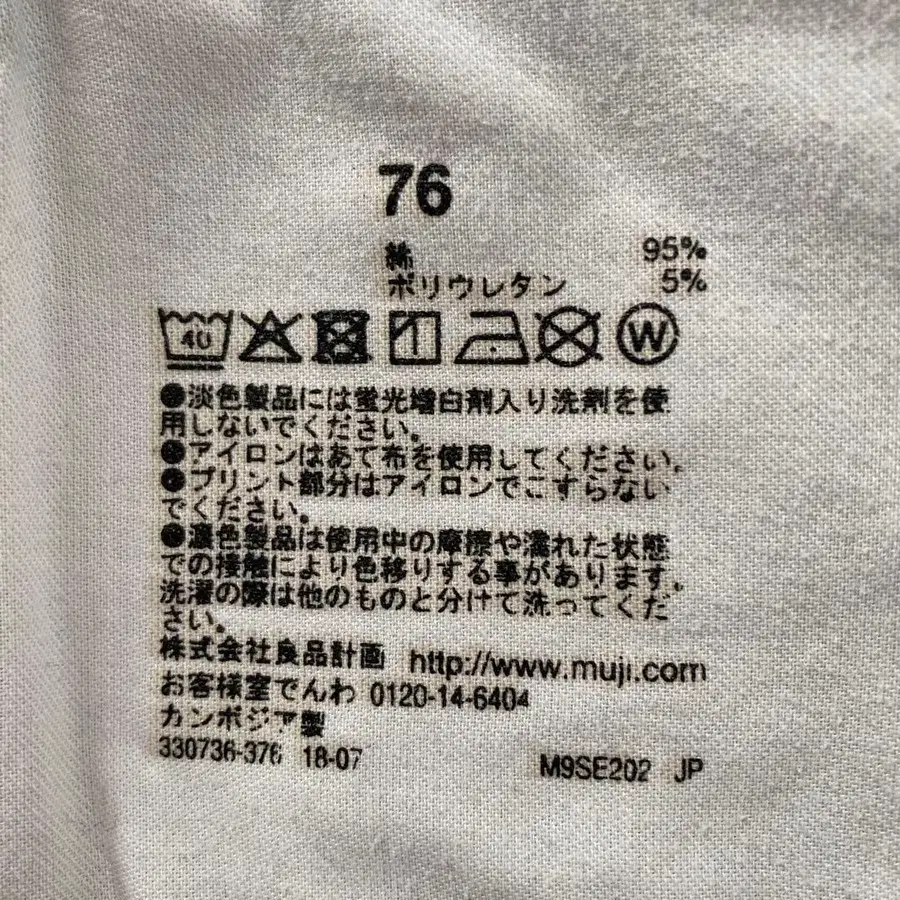 76
綿 95%
ポリウレタン 5%
40 W
●淡色製品には蛍光増白剤入り洗剤を使
用しないでください。
●アイロンはあて布を使用してください。
●プリント部分はアイロンでこすらない
でください。
●濃色製品は使用中の摩擦や濡れた状態
での接触により色移りする事があります。
洗濯の際は他のものと分けて洗ってくだ
さい。
株式会社良品計画 http://www.muji.com
お客様室でんわ 0120-14-6404
カンボジア製
330736-376 18-07 M9SE202 JP